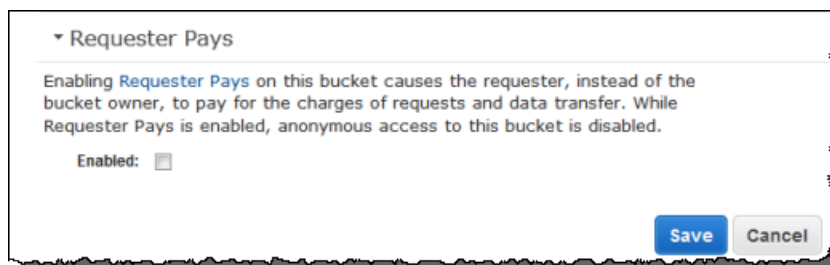 Requester Pays
Enabling Requester Pays on this bucket causes the requester, instead of the
bucket owner, to pay for the charges of requests and data transfer. While
Requester Pays is enabled, anonymous access to this bucket is disabled.
Enabled:
Save Cancel